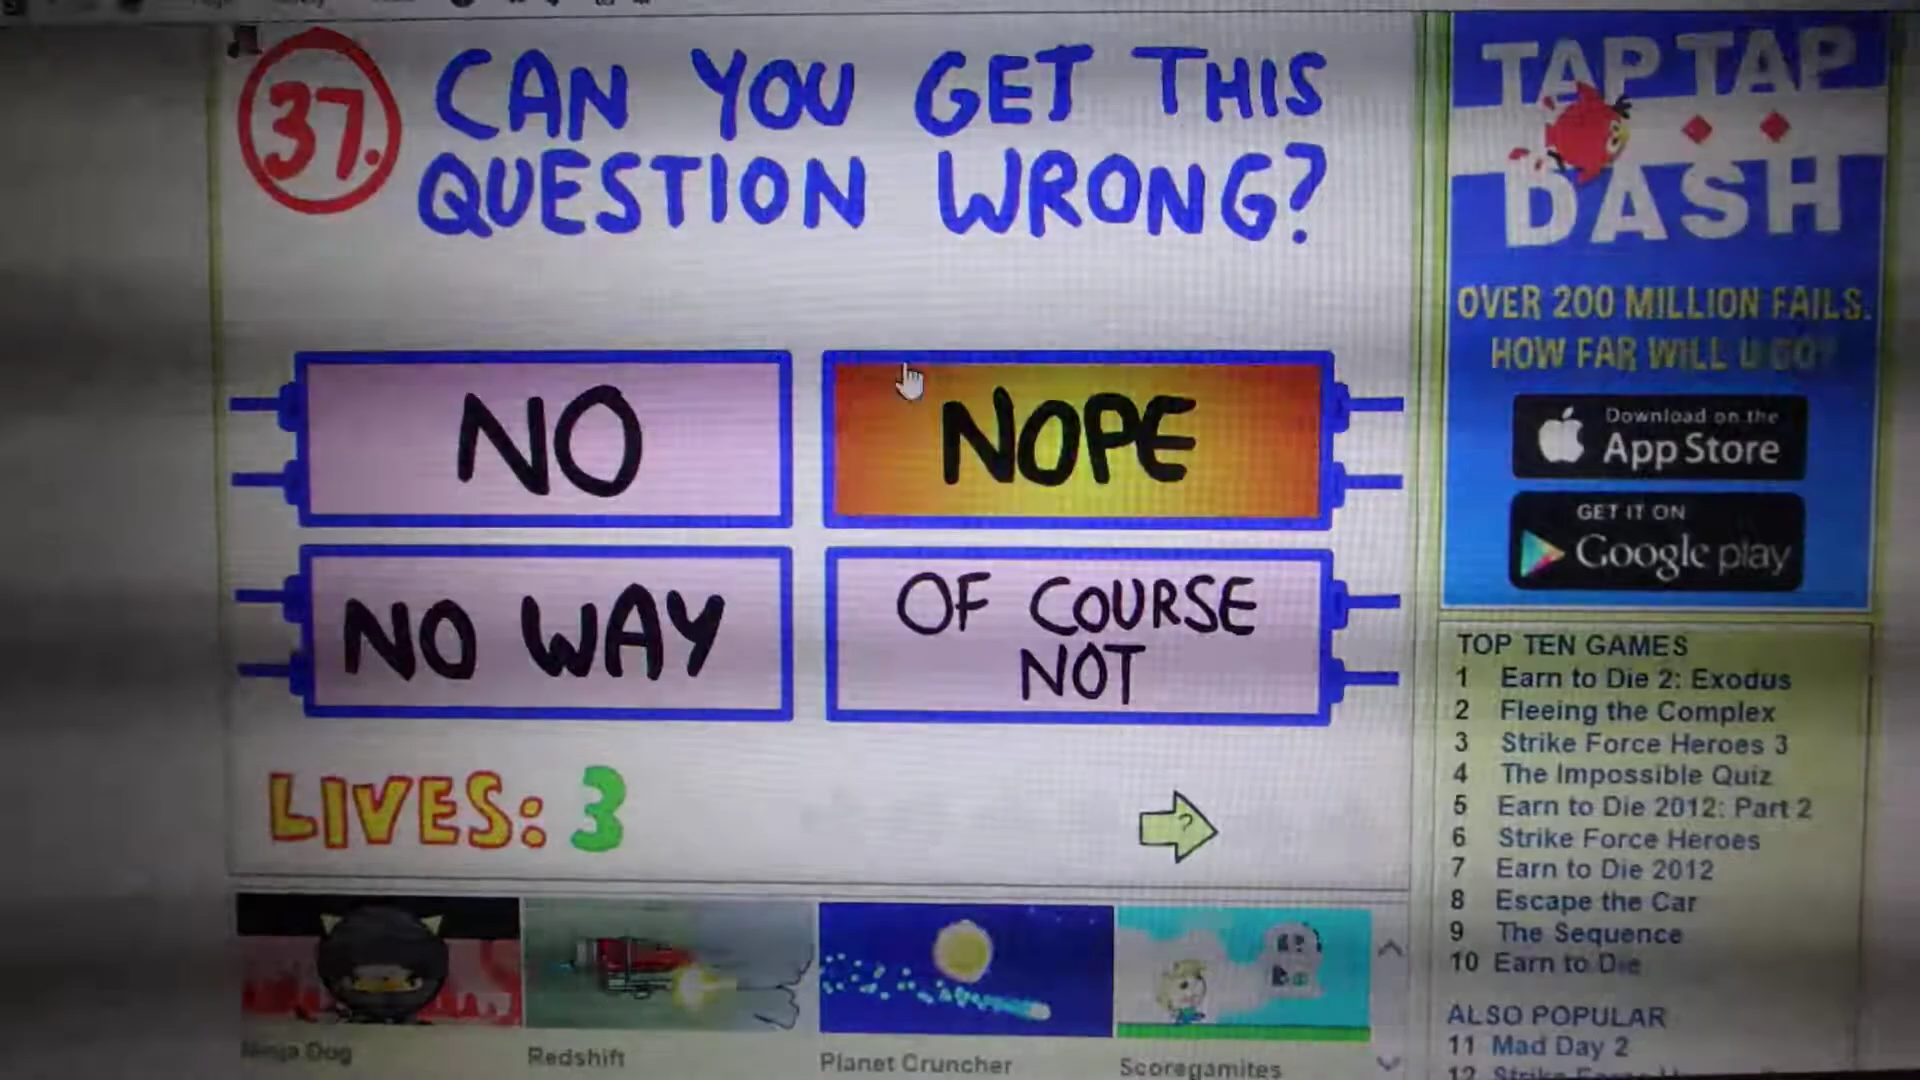 37.
CAN YOU GET THIS
QUESTION WRONG?
NO
NOPE
NO WAY
OF COURSE
NOT
LIVES: 3
?
Ninja Dog
Redshift
Planet Cruncher
Scoregamites
TAP TAP
DASH
OVER 200 MILLION FAILS.
HOW FAR WILL U GO?
Download on the
App Store
GET IT ON
Google play
TOP TEN GAMES
1 Earn to Die 2: Exodus
2 Fleeing the Complex
3 Strike Force Heroes 3
4 The Impossible Quiz
5 Earn to Die 2012: Part 2
6 Strike Force Heroes
7 Earn to Die 2012
8 Escape the Car
9 The Sequence
10 Earn to Die
ALSO POPULAR
11 Mad Day 2
12 Strike Force